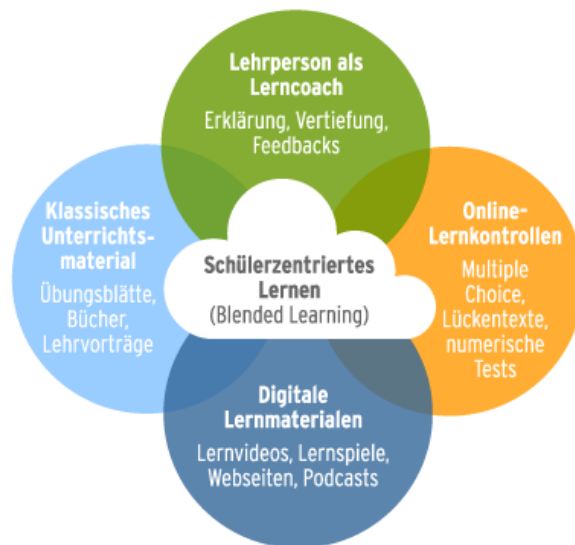 Lehrperson als
Lerncoach
Erklärung, Vertiefung,
Feedbacks
Klassisches
Unterrichts-
material
Übungsblätte,
Bücher,
Lehrvorträge
Schülerzentriertes
Lernen
(Blended Learning)
Online-
Lernkontrollen
Multiple
Choice,
Lückentexte,
numerische
Tests
Digitale
Lernmaterialen
Lernvideos, Lernspiele,
Webseiten, Podcasts